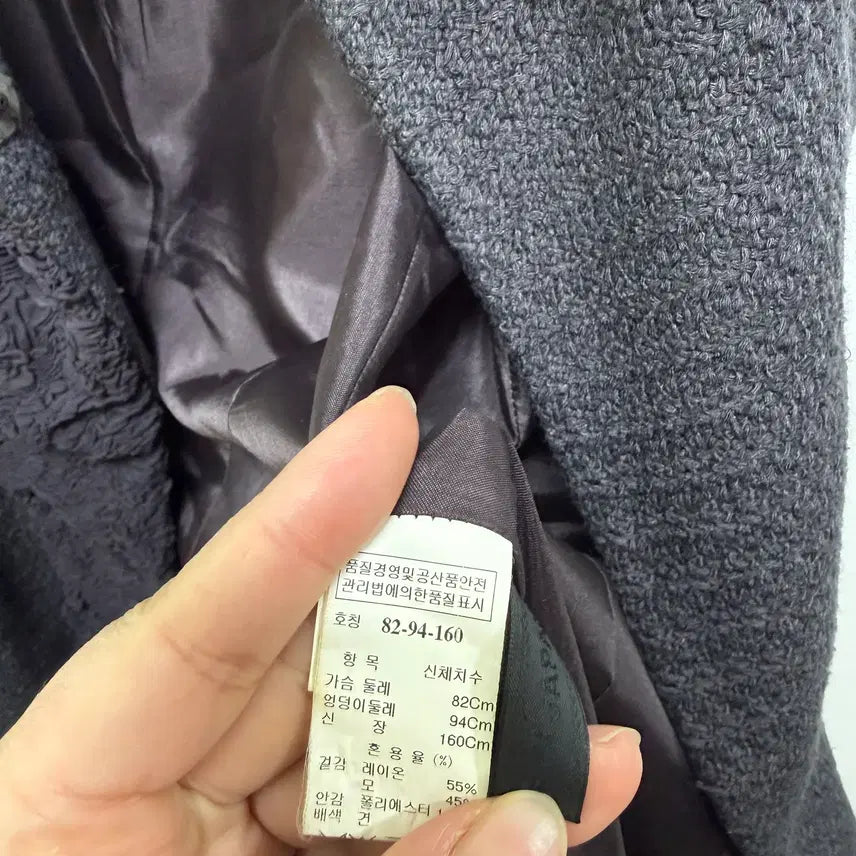 품질경영및공산품안전
관리법에의한품질표시
호칭 82-94-160
항 목 신체치수
가슴 둘레 82Cm
엉덩이둘레 94Cm
신 장 160Cm
혼 용 율 (%)
겉감 레이온 55%
모 45%
안감 폴리에스터
배색 견